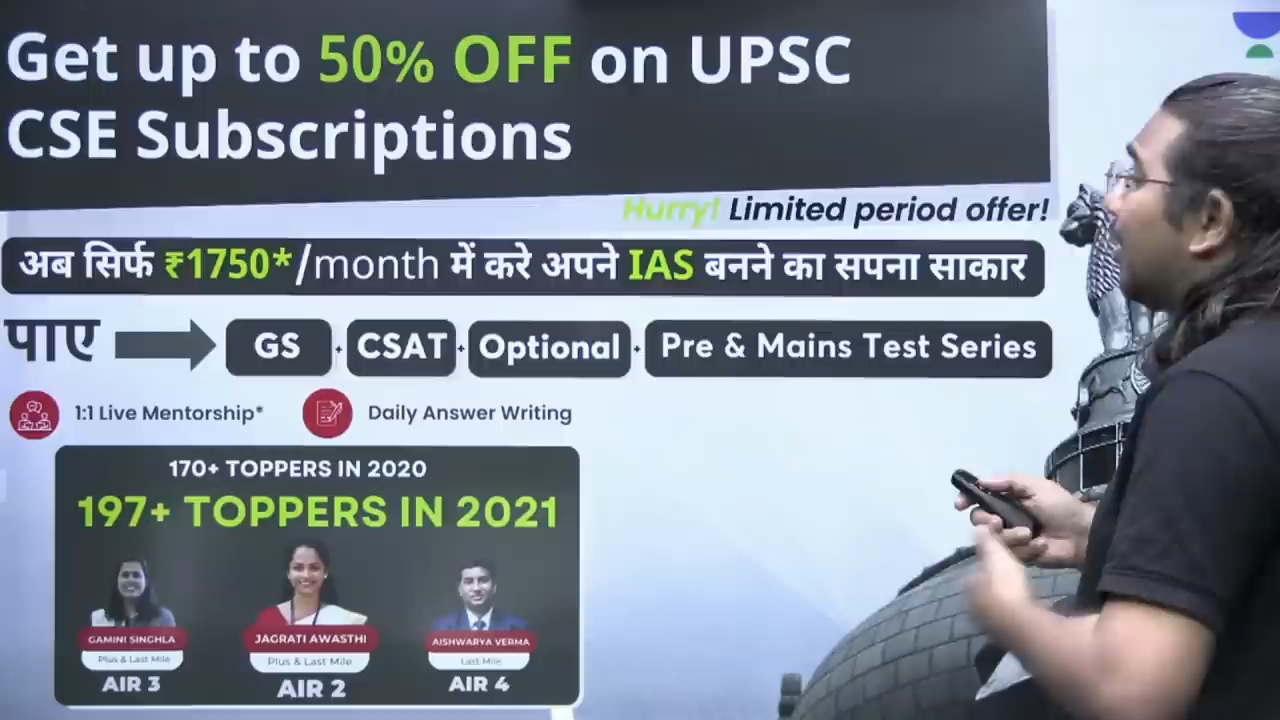 Get up to 50% OFF on UPSC
CSE Subscriptions
Hurry! Limited period offer!
अब सिर्फ ₹1750*/month में करे अपने IAS बनने का सपना साकार
पाए GS + CSAT + Optional + Pre & Mains Test Series
1:1 Live Mentorship* Daily Answer Writing
170+ TOPPERS IN 2020
197+ TOPPERS IN 2021
GAMINI SINGHLA JAGRATI AWASTHI AISHWARYA VERMA
Plus & Last Mile Plus & Last Mile Last Mile
AIR 3 AIR 2 AIR 4